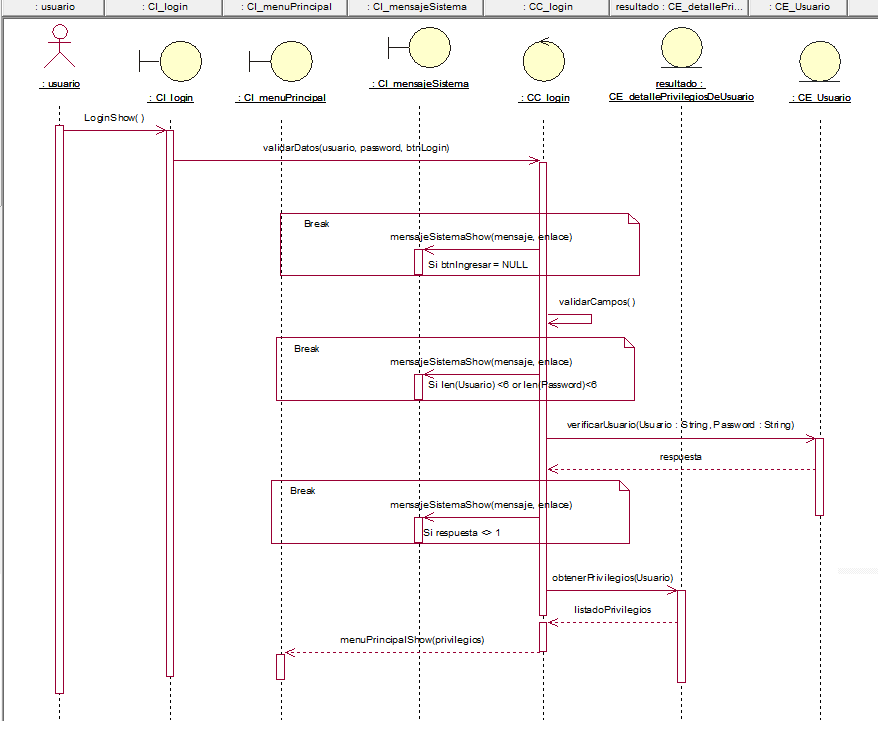 : usuario
: CI_login
: CI_menuPrincipal
: CI_mensajeSistema
: CC_login
resultado : CE_detallePri...
: CE_Usuario
: usuario
: CI_login
: CI_menuPrincipal
: CI_mensajeSistema
: CC_login
resultado :
CE_detallePrivilegiosDeUsuario
: CE_Usuario
LoginShow( )
validarDatos(usuario, password, btnLogin)
Break
mensajeSistemaShow(mensaje, enlace)
Si btnIngresar = NULL
validarCampos( )
Break
mensajeSistemaShow(mensaje, enlace)
Si len(Usuario) <6 or len(Password)<6
verificarUsuario(Usuario : String, Password : String)
respuesta
Break
mensajeSistemaShow(mensaje, enlace)
Si respuesta <> 1
obtenerPrivilegios(Usuario)
listadoPrivilegios
menuPrincipalShow(privilegios)